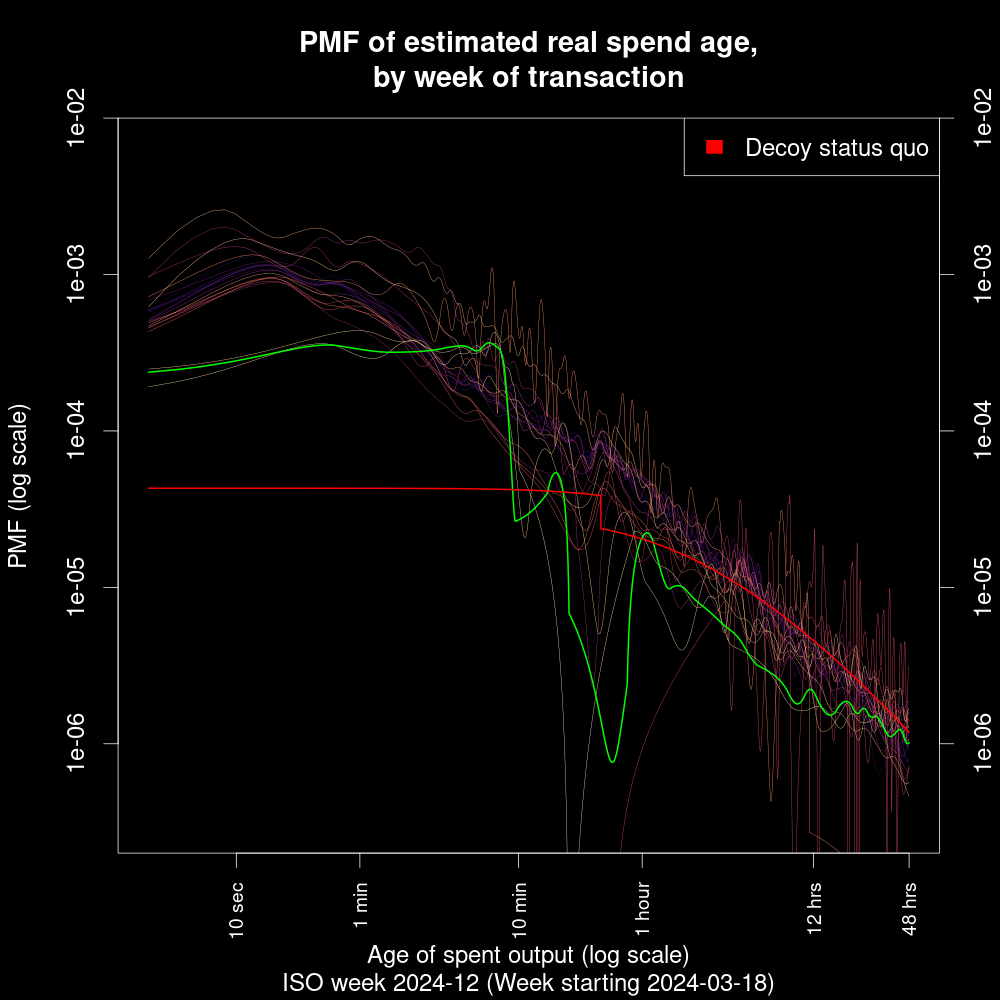 PMF of estimated real spend age,
by week of transaction
Decoy status quo
PMF (log scale)
1e-02
1e-03
1e-04
1e-05
1e-06
1e-02
1e-03
1e-04
1e-05
1e-06
10 sec
1 min
10 min
1 hour
12 hrs
48 hrs
Age of spent output (log scale)
ISO week 2024-12 (Week starting 2024-03-18)